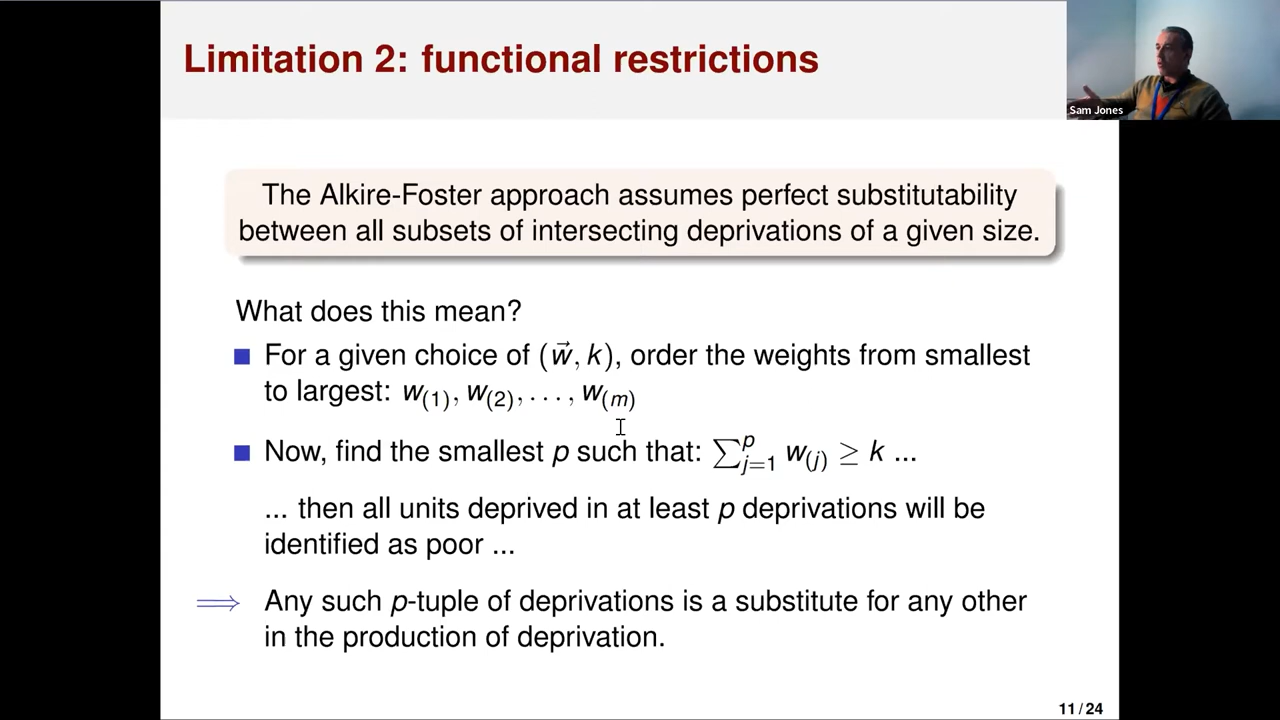 Limitation 2: functional restrictions
Sam Jones
The Alkire-Foster approach assumes perfect substitutability
between all subsets of intersecting deprivations of a given size.
What does this mean?
For a given choice of (w⃗, k), order the weights from smallest
to largest: w₍₁₎, w₍₂₎, . . . , w₍ₘ₎
Now, find the smallest p such that: ∑ᵖⱼ₌₁ w₍ⱼ₎ ≥ k ...
... then all units deprived in at least p deprivations will be
identified as poor ...
⟹ Any such p-tuple of deprivations is a substitute for any other
in the production of deprivation.
11 / 24